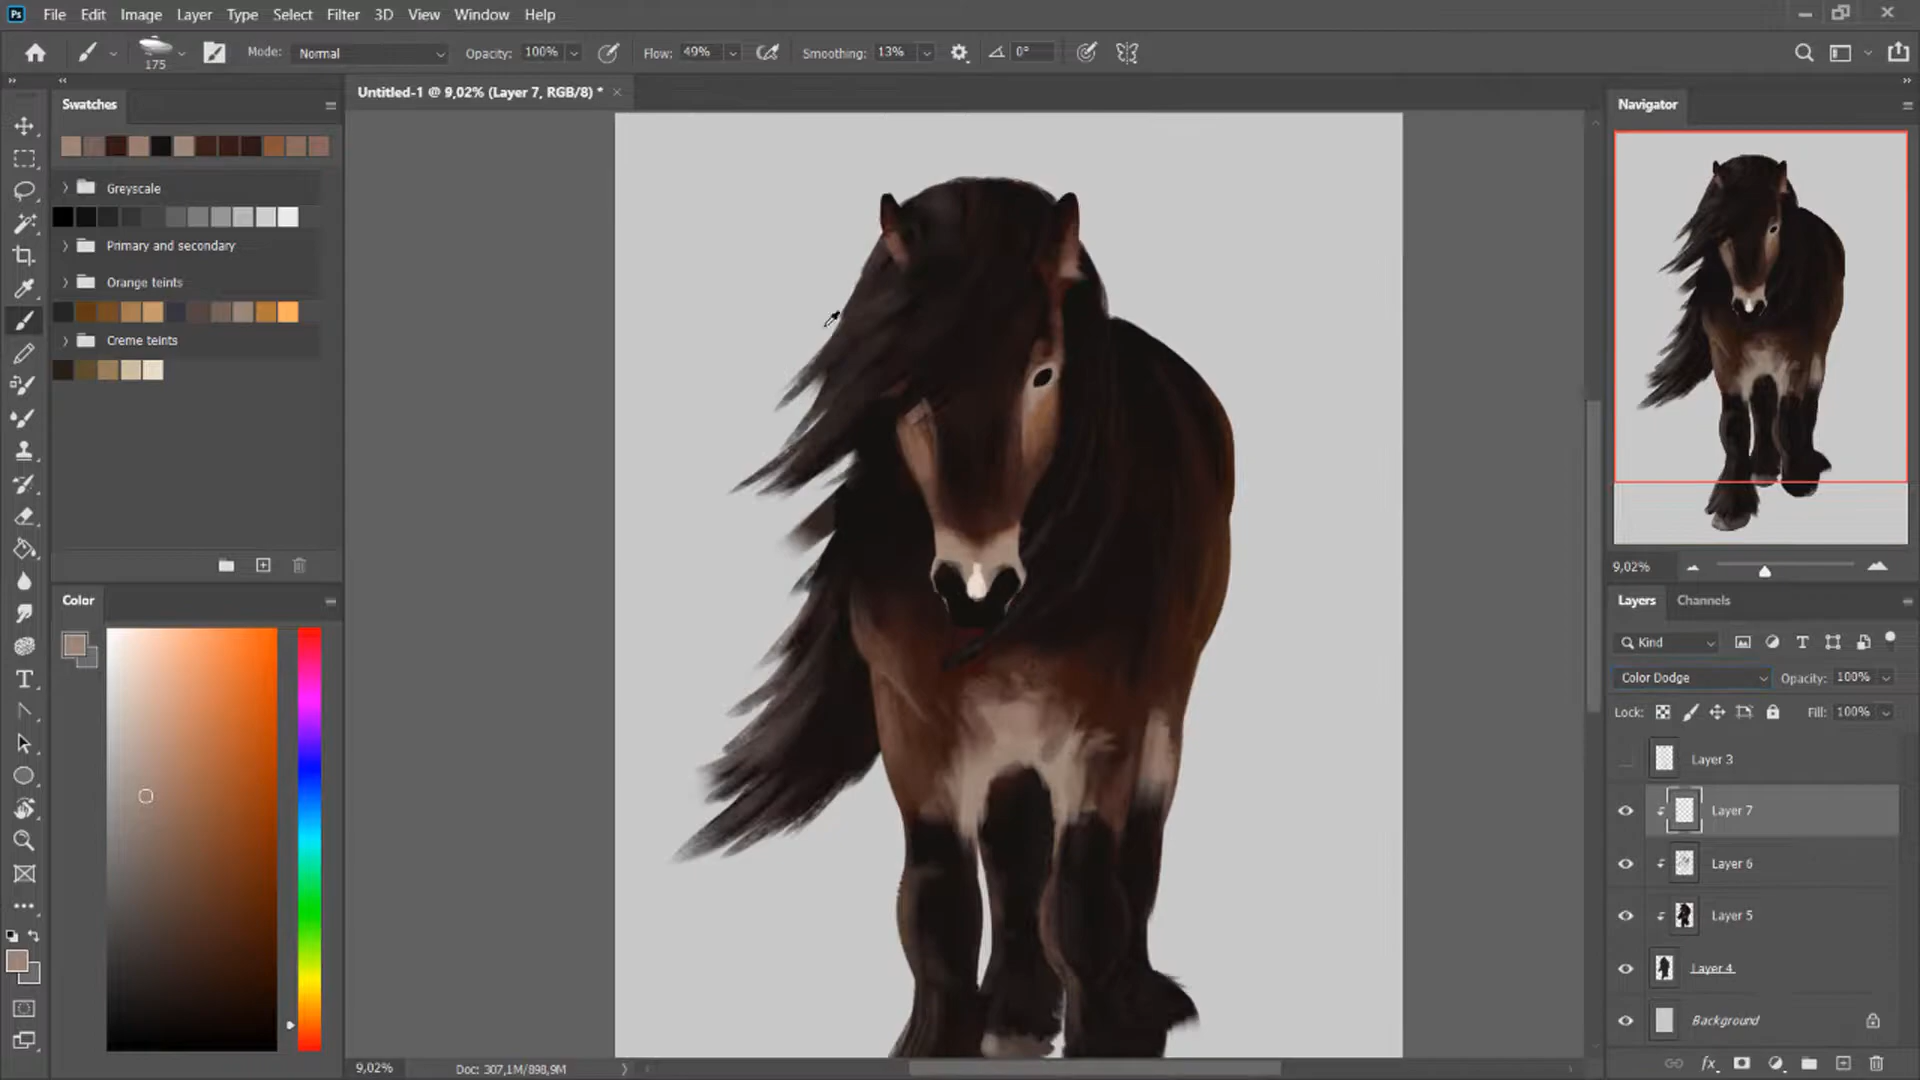 Ps File Edit Image Layer Type Select Filter 3D View Window Help
175 Mode: Normal Opacity: 100% Flow: 49% Smoothing: 13% 0°
Untitled-1 @ 9,02% (Layer 7, RGB/8) *
Swatches
Greyscale
Primary and secondary
Orange teints
Creme teints
Color
Navigator
9,02%
Layers Channels
Kind
Color Dodge Opacity: 100%
Lock: Fill: 100%
Layer 3
Layer 7
Layer 6
Layer 5
Layer 4
Background
9,02% Doc: 307,1M/898,9M
fx